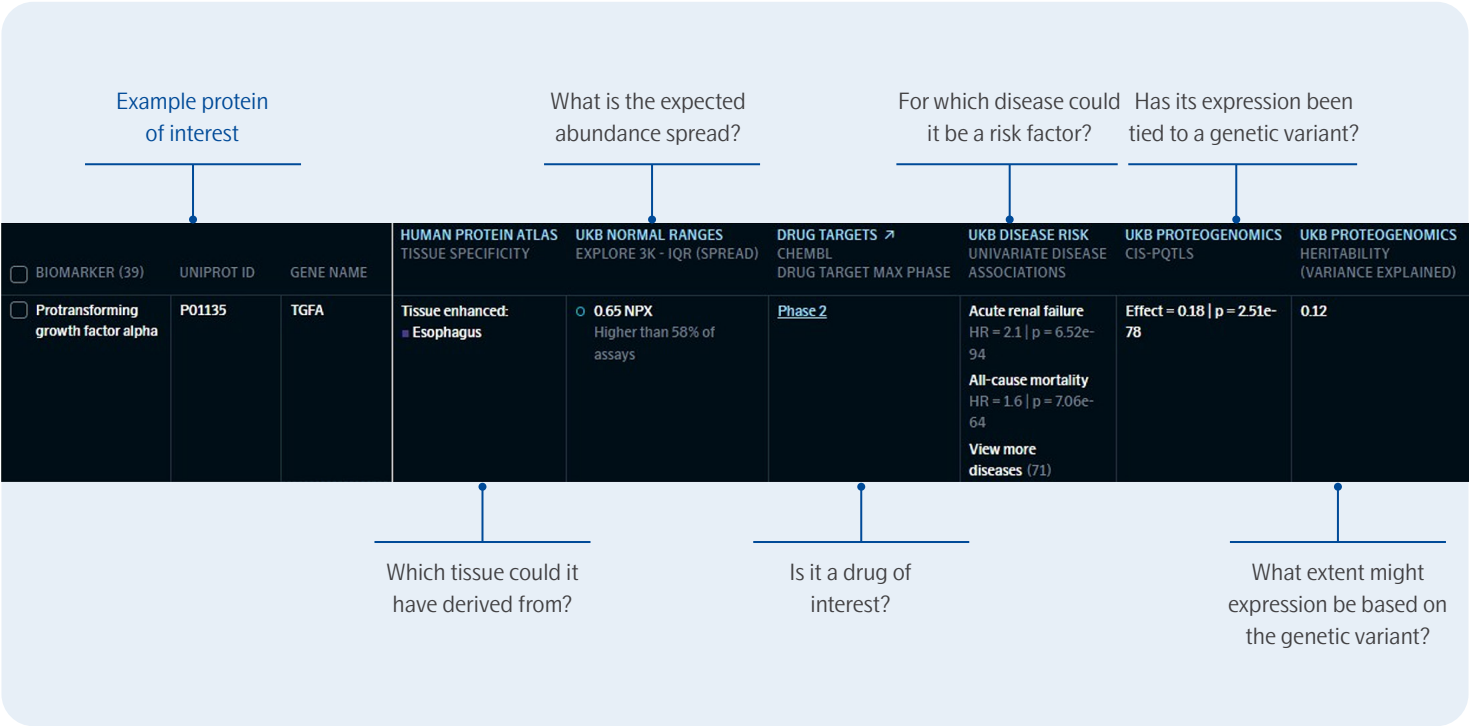 Example protein
of interest
What is the expected
abundance spread?
For which disease could
it be a risk factor?
Has its expression been
tied to a genetic variant?
BIOMARKER (39)
UNIPROT ID
GENE NAME
HUMAN PROTEIN ATLAS
TISSUE SPECIFICITY
UKB NORMAL RANGES
EXPLORE 3K - IQR (SPREAD)
DRUG TARGETS ↗
CHEMBL
DRUG TARGET MAX PHASE
UKB DISEASE RISK
UNIVARIATE DISEASE
ASSOCIATIONS
UKB PROTEOGENOMICS
CIS-PQTLS
UKB PROTEOGENOMICS
HERITABILITY
(VARIANCE EXPLAINED)
Protransforming
growth factor alpha
P01135
TGFA
Tissue enhanced:
Esophagus
0.65 NPX
Higher than 58% of
assays
Phase 2
Acute renal failure
HR = 2.1 | p = 6.52e-
94
All-cause mortality
HR = 1.6 | p = 7.06e-
64
View more
diseases (71)
Effect = 0.18 | p = 2.51e-
78
0.12
Which tissue could it
have derived from?
Is it a drug of
interest?
What extent might
expression be based on
the genetic variant?